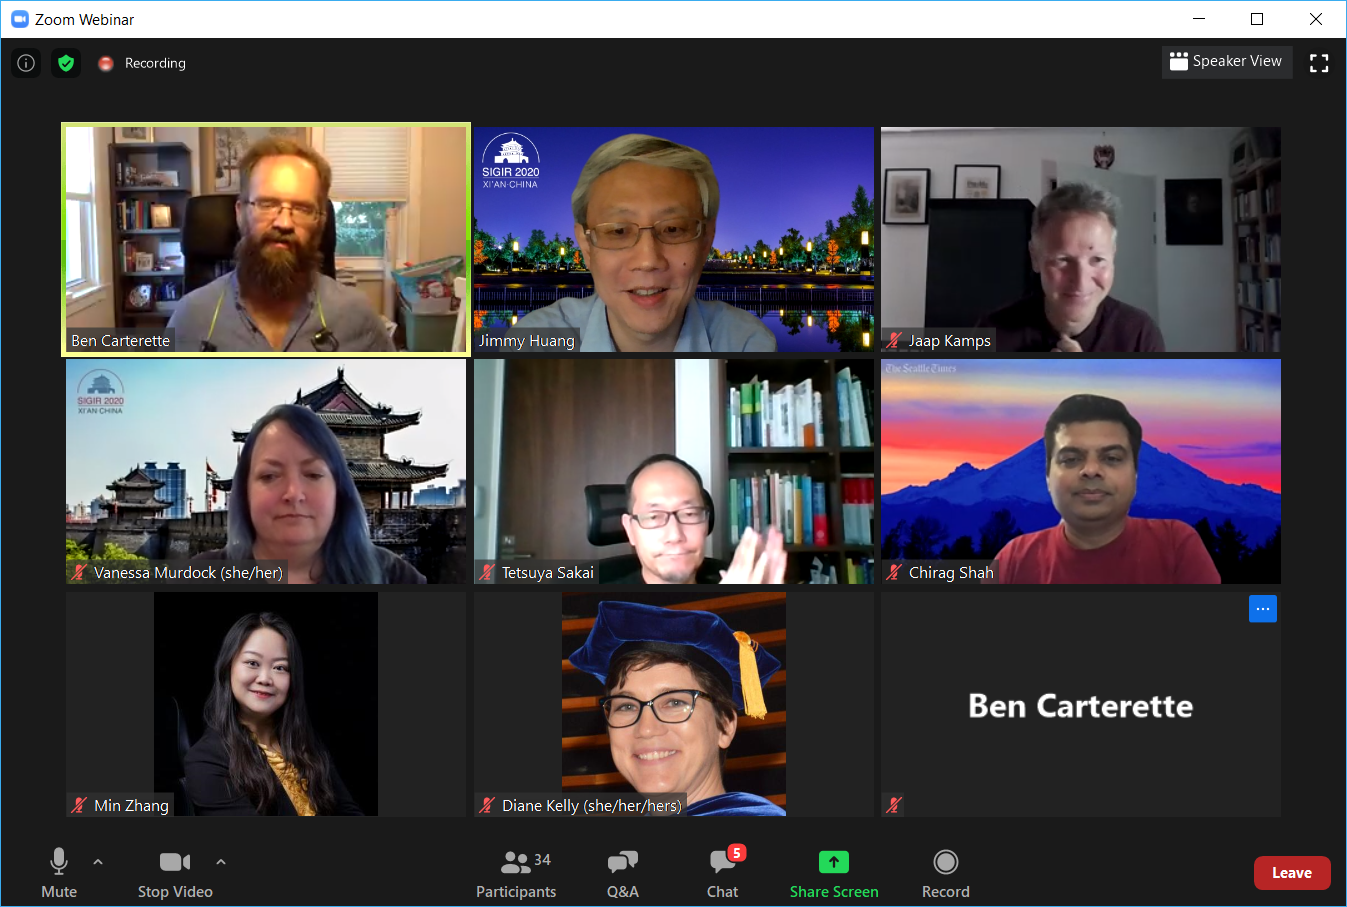 Zoom Webinar
Recording
Speaker View
SIGIR 2020
XI'AN·CHINA
Ben Carterette
Jimmy Huang
Jaap Kamps
The Seattle Times
SIGIR 2020
XI'AN CHINA
Vanessa Murdock (she/her)
Tetsuya Sakai
Chirag Shah
Ben Carterette
Min Zhang
Diane Kelly (she/her/hers)
34
5
Mute
Stop Video
Participants
Q&A
Chat
Share Screen
Record
Leave